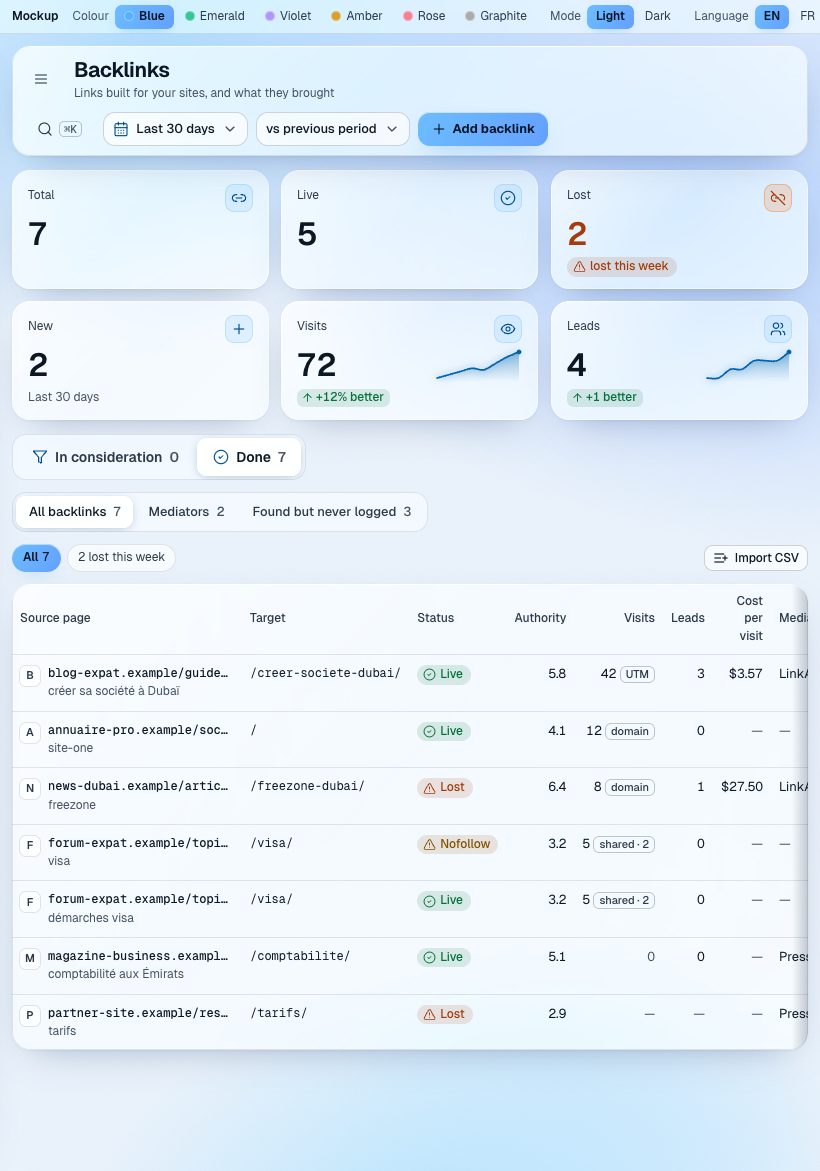 Mockup Colour Blue Emerald Violet Amber Rose Graphite Mode Light Dark Language EN FR
Backlinks
Links built for your sites, and what they brought
⌘K Last 30 days vs previous period Add backlink
Total
7
Live
5
Lost
2
lost this week
New
2
Last 30 days
Visits
72
+12% better
Leads
4
+1 better
In consideration 0 Done 7
All backlinks 7 Mediators 2 Found but never logged 3
All 7 2 lost this week Import CSV
Source page Target Status Authority Visits Leads Cost per visit
B blog-expat.example/guide… /creer-societe-dubai/ Live 5.8 42 UTM 3 $3.57
créer sa société à Dubaï
A annuaire-pro.example/soc… / Live 4.1 12 domain 0 — —
site-one
N news-dubai.example/artic… /freezone-dubai/ Lost 6.4 8 domain 1 $27.50
freezone
F forum-expat.example/topi… /visa/ Nofollow 3.2 5 shared · 2 0 — —
visa
F forum-expat.example/topi… /visa/ Live 3.2 5 shared · 2 0 — —
démarches visa
M magazine-business.exampl… /comptabilite/ Live 5.1 0 0 —
comptabilité aux Émirats
P partner-site.example/res… /tarifs/ Lost 2.9 — — —
tarifs